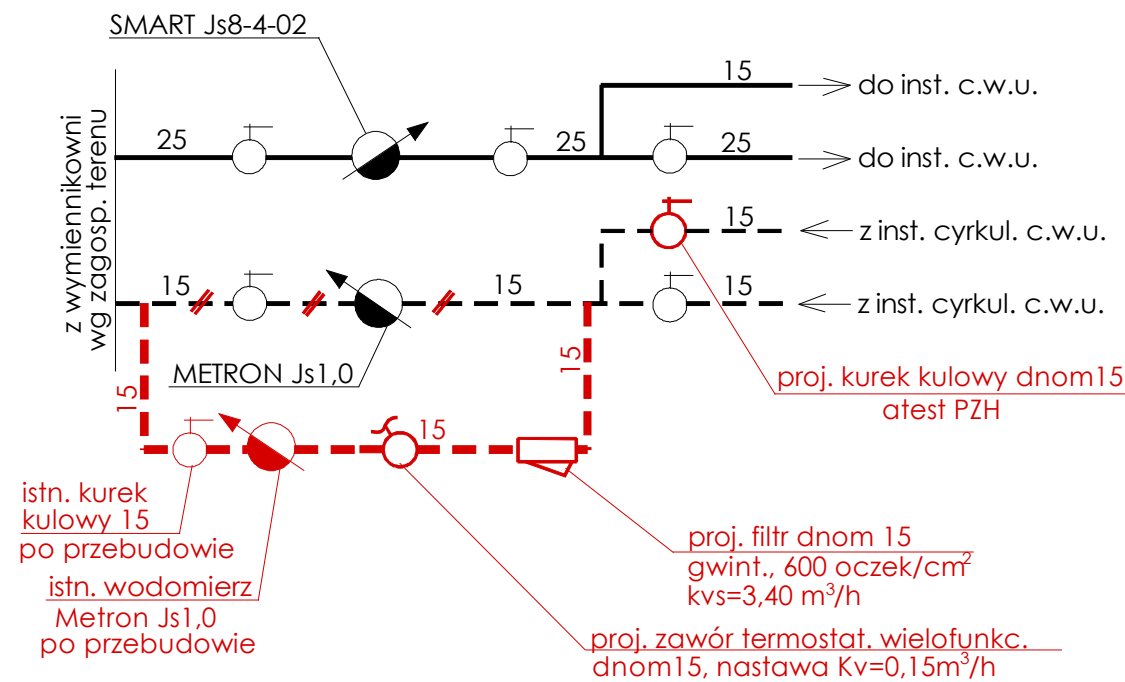 SMART Js8-4-02
15
do inst. c.w.u.
z wymiennikowni
wg zagosp. terenu
25
25
25
do inst. c.w.u.
15
z inst. cyrkul. c.w.u.
15
15
15
z inst. cyrkul. c.w.u.
METRON Js1,0
15
15
proj. kurek kulowy dnom15
atest PZH
15
istn. kurek
kulowy 15
po przebudowie
istn. wodomierz
Metron Js1,0
po przebudowie
proj. filtr dnom 15
gwint., 600 oczek/cm²
kvs=3,40 m³/h
proj. zawór termostat. wielofunkc.
dnom15, nastawa Kv=0,15m³/h